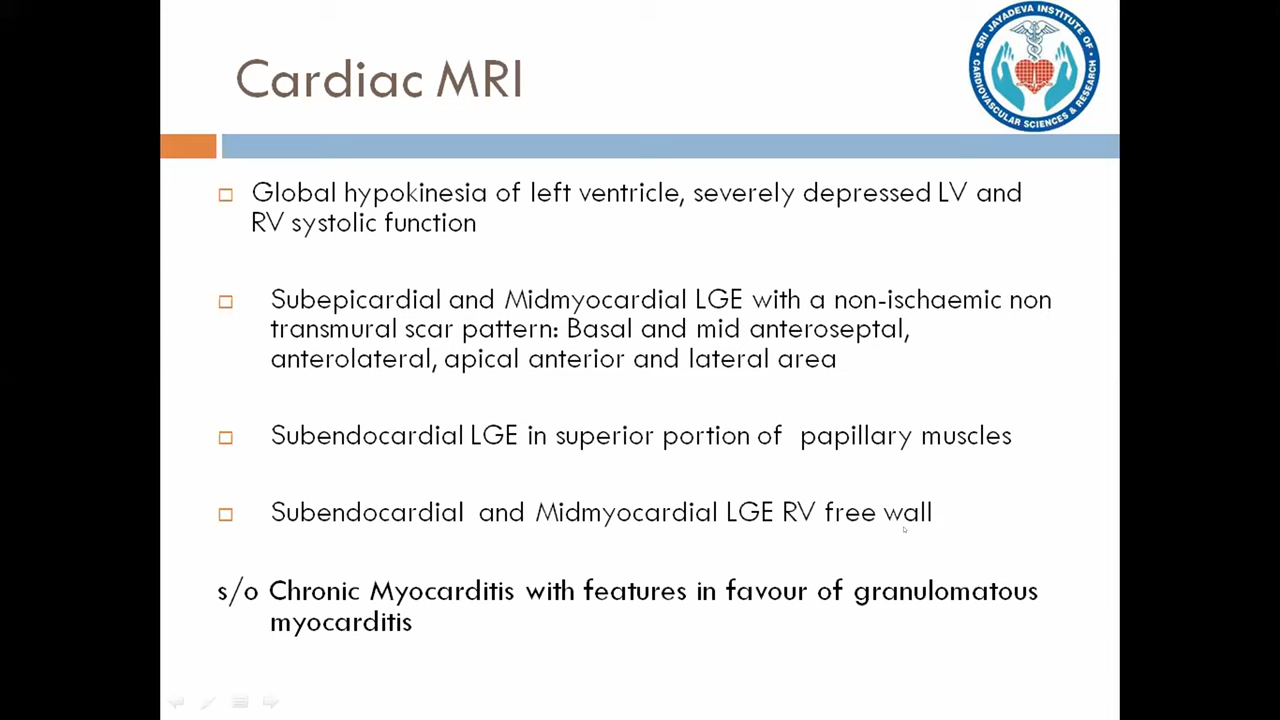 Cardiac MRI
SRI JAYADEVA INSTITUTE OF
CARDIOVASCULAR SCIENCES & RESEARCH
Global hypokinesia of left ventricle, severely depressed LV and
RV systolic function
Subepicardial and Midmyocardial LGE with a non-ischaemic non
transmural scar pattern: Basal and mid anteroseptal,
anterolateral, apical anterior and lateral area
Subendocardial LGE in superior portion of papillary muscles
Subendocardial and Midmyocardial LGE RV free wall
s/o Chronic Myocarditis with features in favour of granulomatous
myocarditis